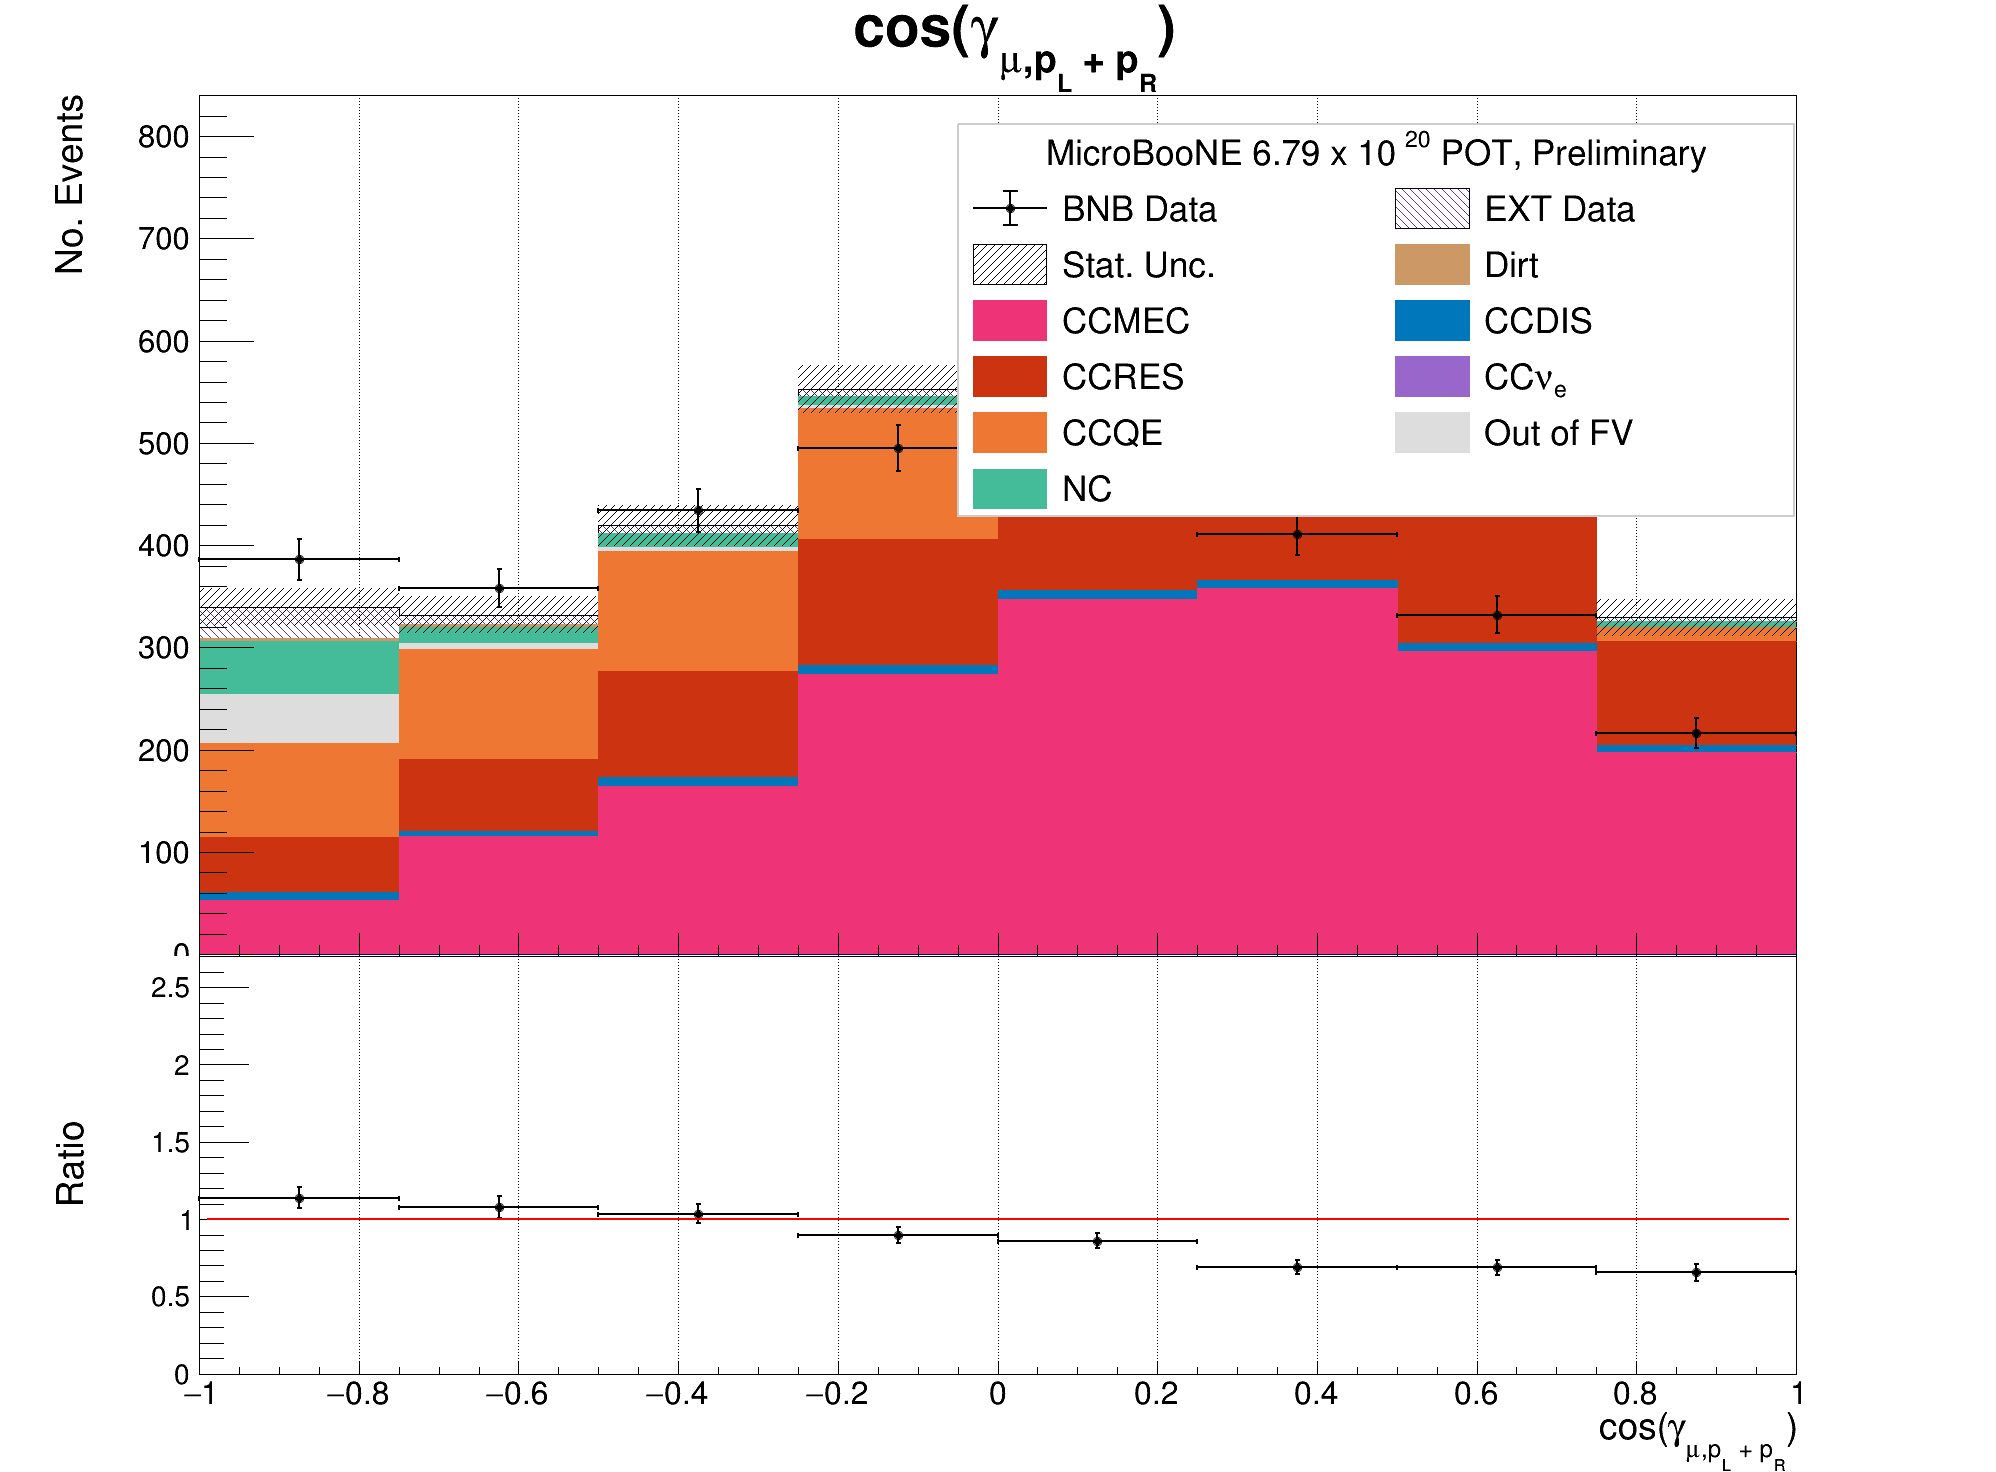 cos(γμ,pL + pR)
No. Events
800
700
600
500
400
300
200
100
0
MicroBooNE 6.79 x 10 20 POT, Preliminary
BNB Data
EXT Data
Stat. Unc.
Dirt
CCMEC
CCDIS
CCRES
CCνe
CCQE
Out of FV
NC
Ratio
2.5
2
1.5
1
0.5
0
−1 −0.8 −0.6 −0.4 −0.2 0 0.2 0.4 0.6 0.8 1
cos(γμ,pL + pR)